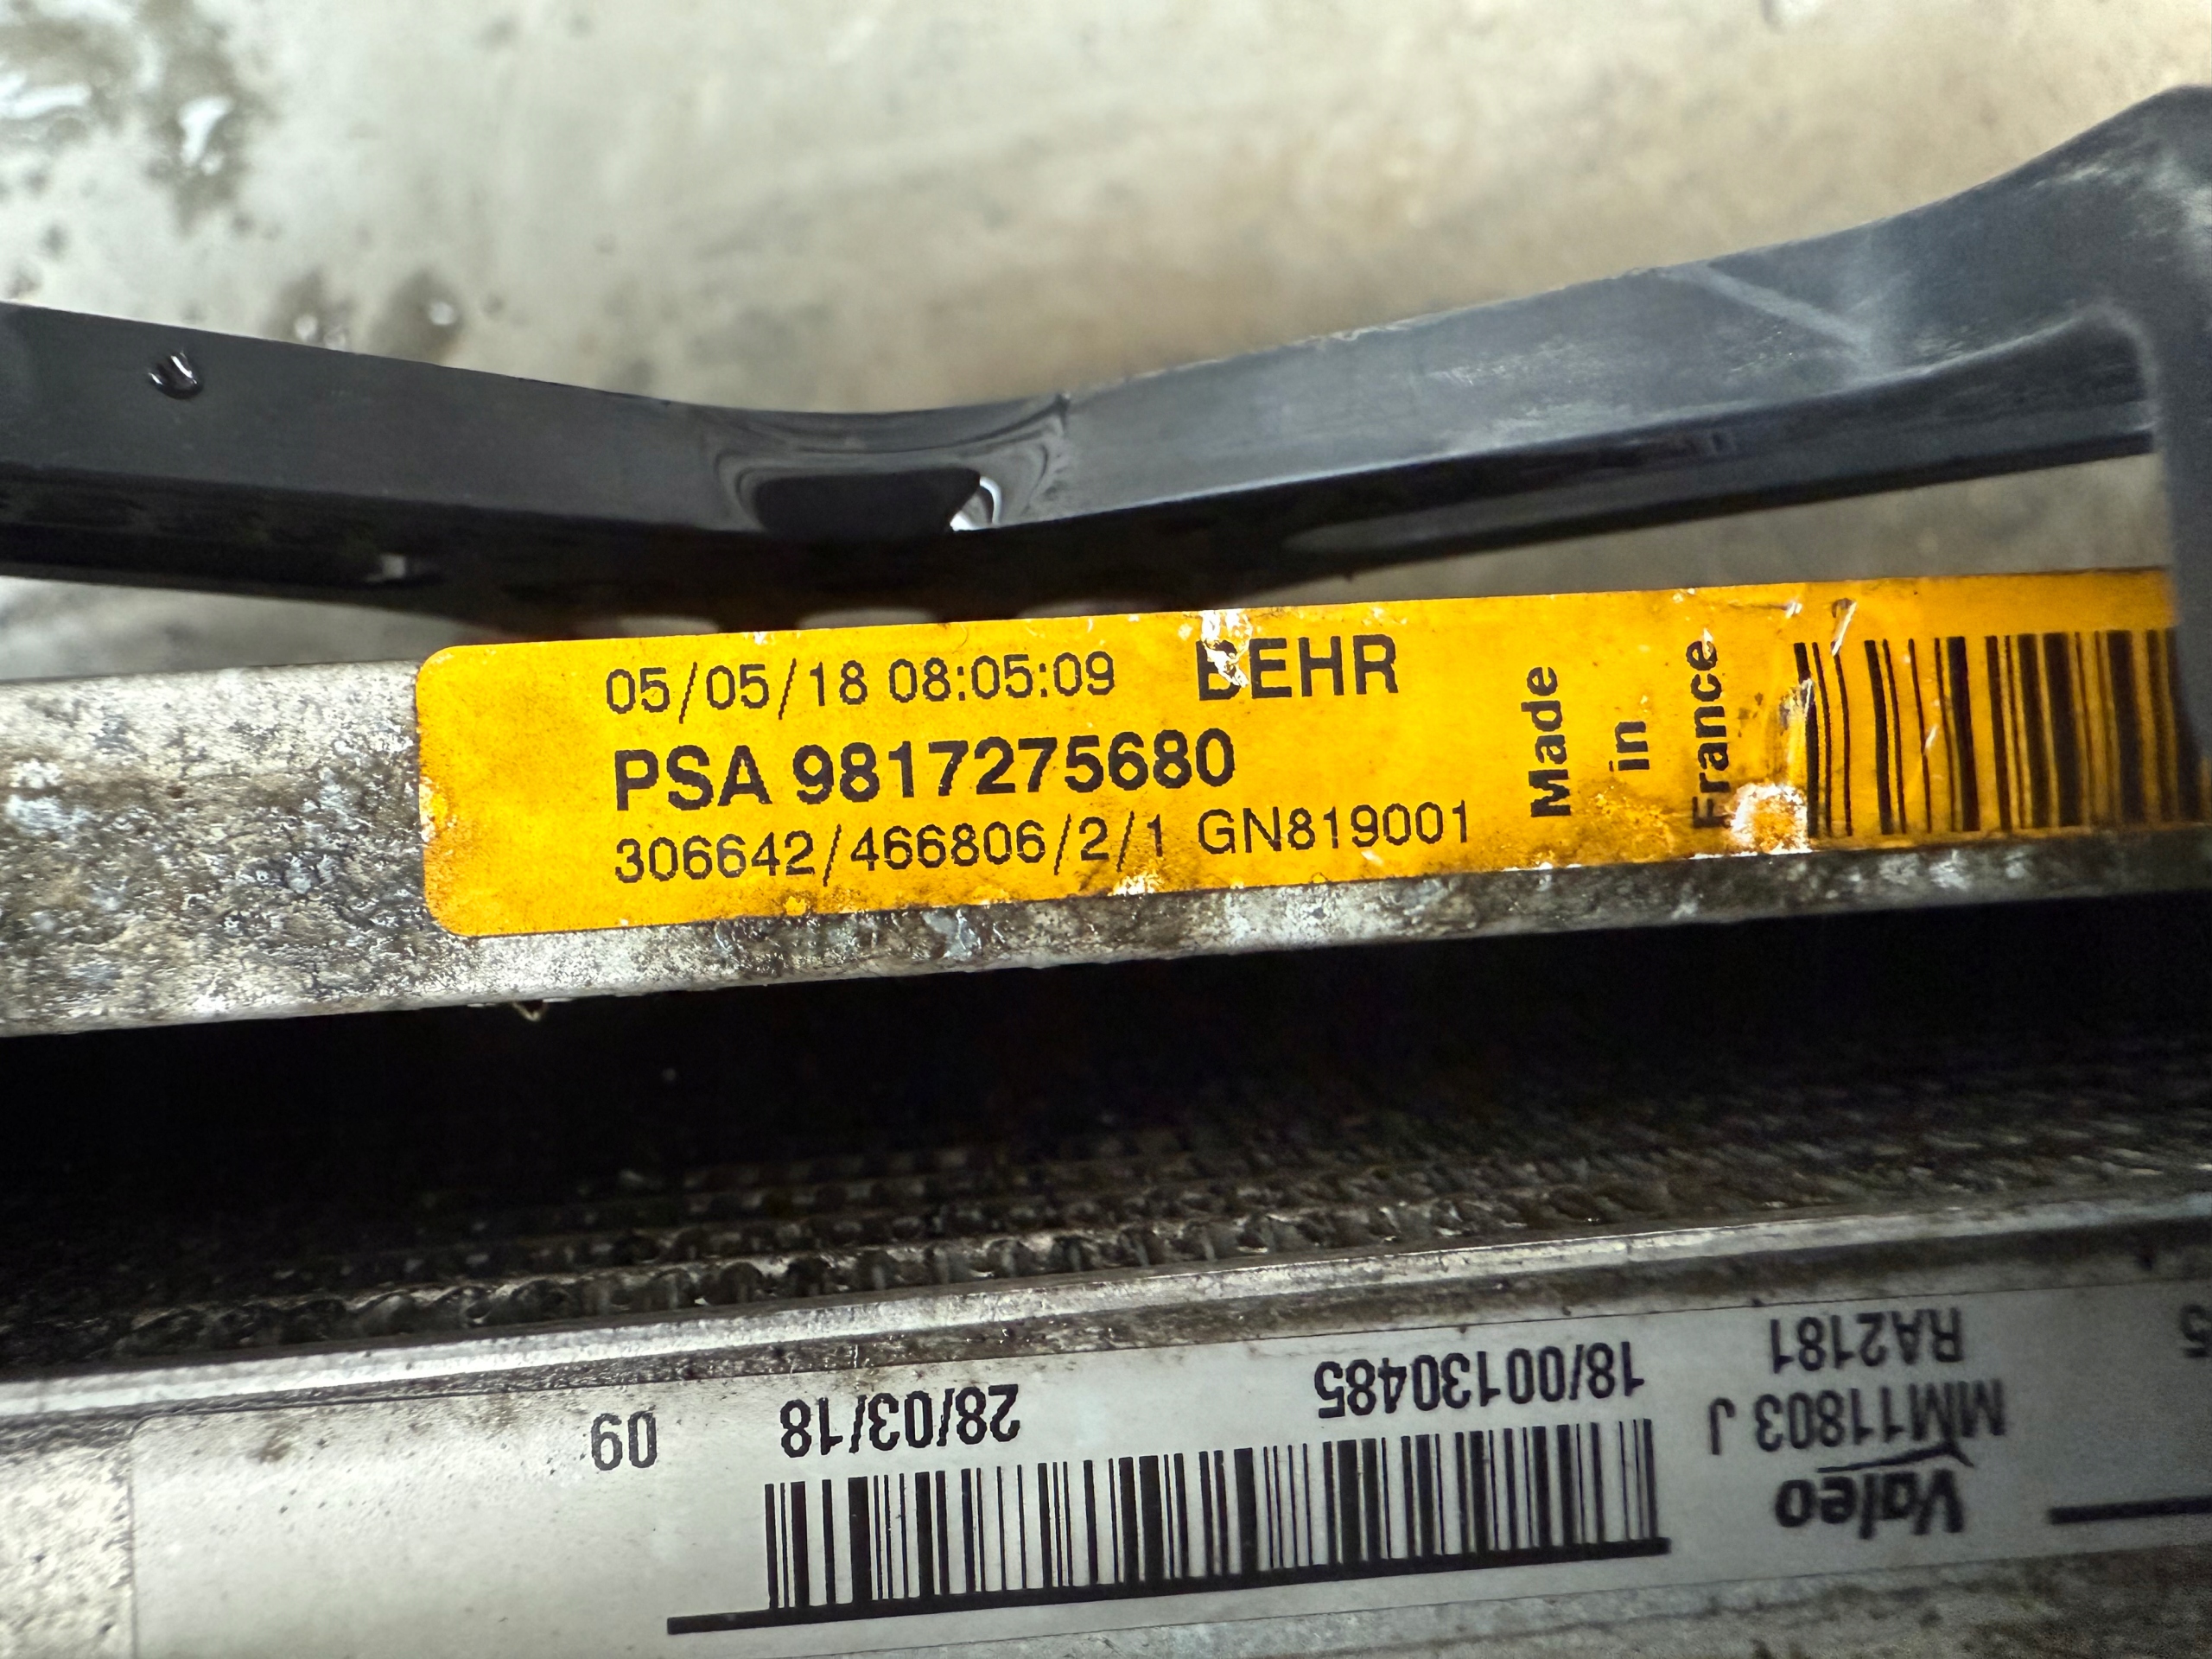 05/05/18 08:05:09 BEHR
PSA 9817275680
306642/466806/2/1 GN819001
Made
in
France
Valeo
MM11803 J
RA2181
18/00130485
28/03/18
09